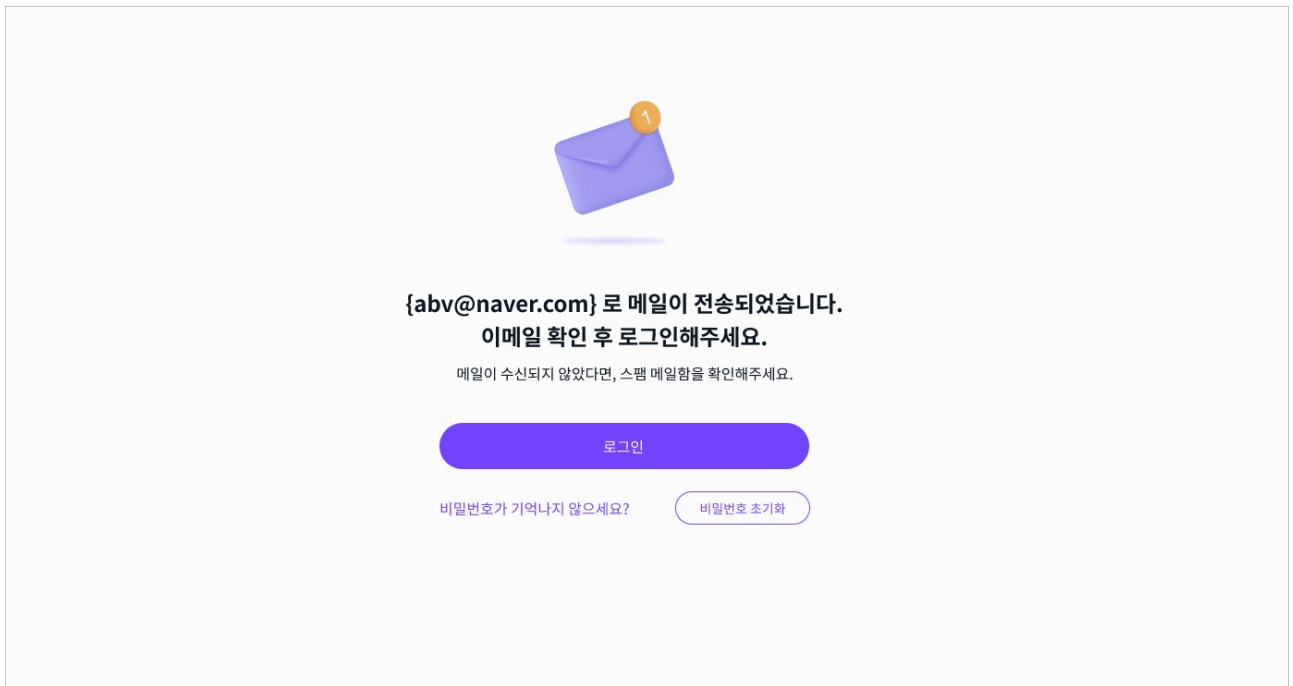 1
{abv@naver.com} 로 메일이 전송되었습니다.
이메일 확인 후 로그인해주세요.
메일이 수신되지 않았다면, 스팸 메일함을 확인해주세요.
로그인
비밀번호가 기억나지 않으세요?
비밀번호 초기화